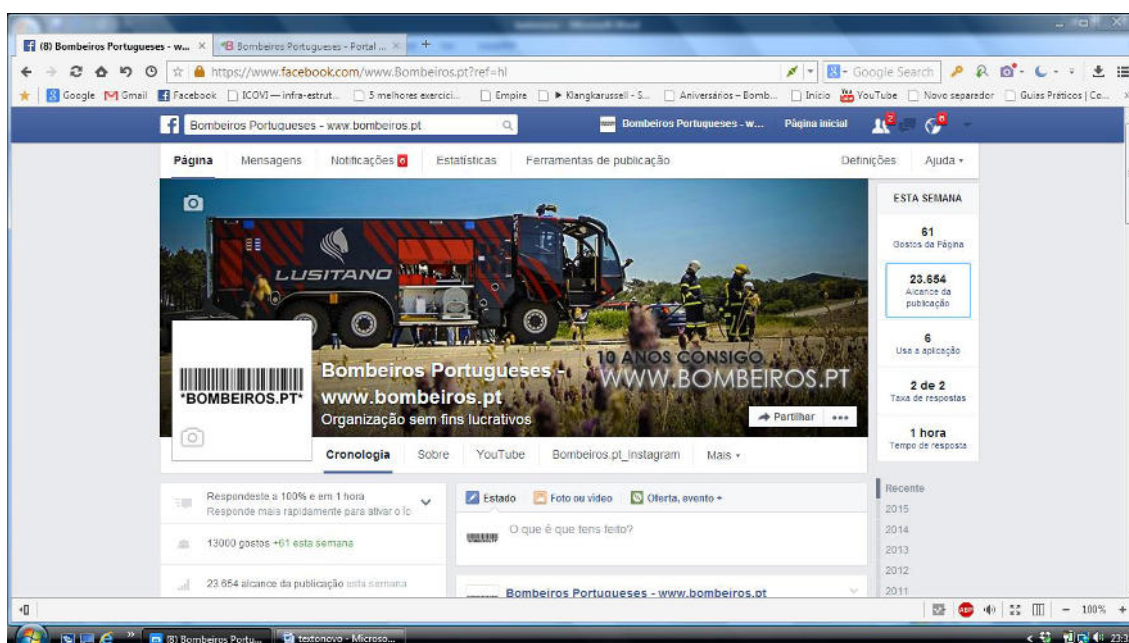 (8) Bombeiros Portugueses - w...
Bombeiros Portugueses - Portal ...
https://www.facebook.com/www.Bombeiros.pt?ref=hl
Google Search
Google
Gmail
Facebook
ICOVI — infra-estrut...
5 melhores exercici...
Empire
Klangkarussell - S...
Aniversários – Bomb...
Inicio
YouTube
Novo separador
Guias Práticos | Co...
Bombeiros Portugueses - www.bombeiros.pt
Bombeiros Portugueses - w...
Página inicial
2
Página
Mensagens
Notificações 6
Estatísticas
Ferramentas de publicação
Definições
Ajuda
LUSITANO
10 ANOS CONSIGO
WWW.BOMBEIROS.PT
*BOMBEIROS.PT*
Bombeiros Portugueses -
www.bombeiros.pt
Organização sem fins lucrativos
Partilhar
ESTA SEMANA
61
Gostos da Página
23.654
Alcance da
publicação
6
Usa a aplicação
2 de 2
Taxa de respostas
1 hora
Tempo de resposta
Cronologia
Sobre
YouTube
Bombeiros.pt_Instagram
Mais
Respondeste a 100% e em 1 hora
Responde mais rapidamente para ativar o íc
13000 gostos +61 esta semana
23.654 alcance da publicação esta semana
Estado
Foto ou vídeo
Oferta, evento +
O que é que tens feito?
Bombeiros Portugueses - www.bombeiros.pt
Recente
2015
2014
2013
2012
2011
ABP
100%
(8) Bombeiros Portu...
textonovo - Microso...